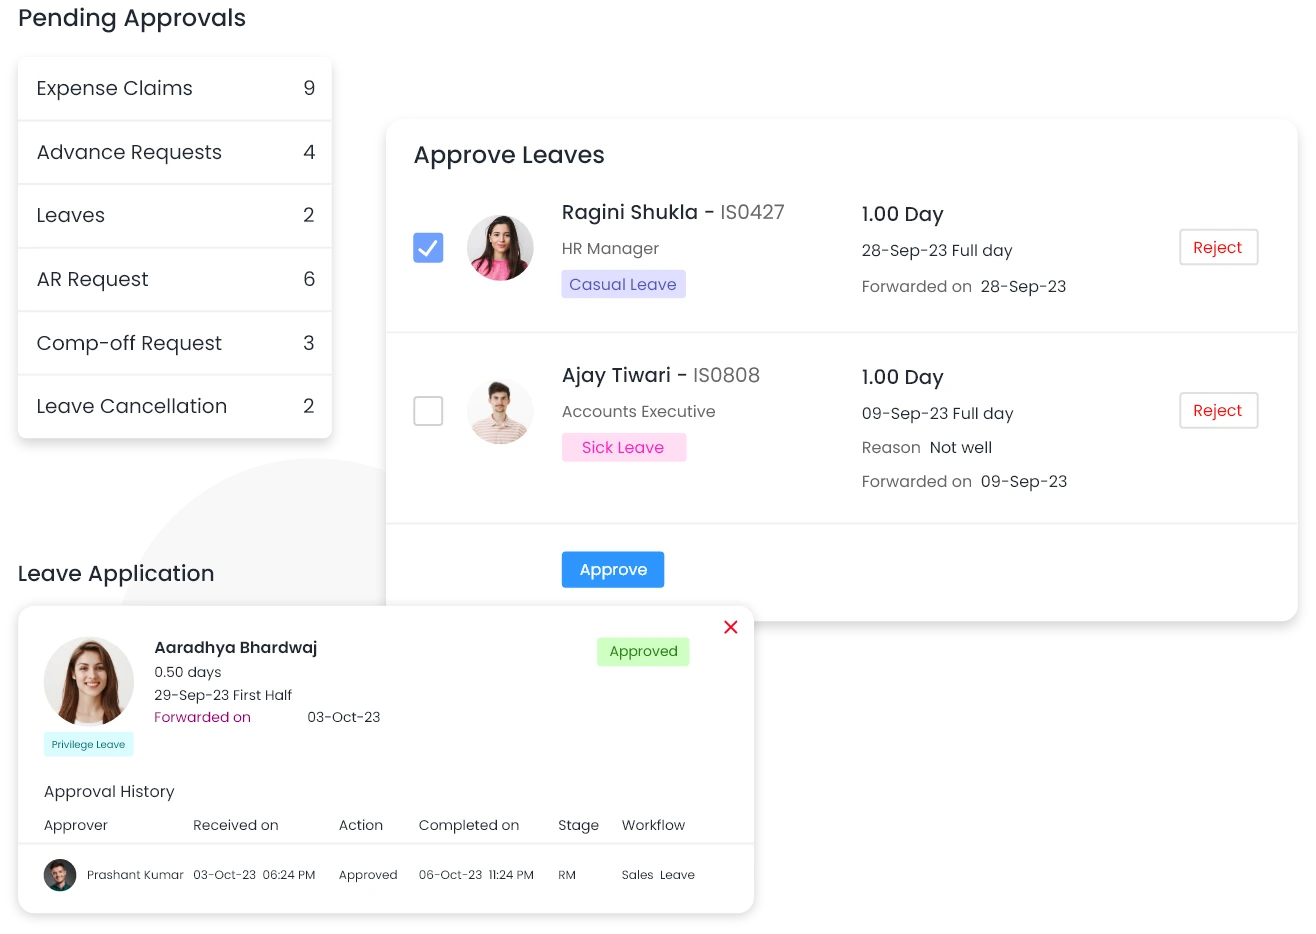 Pending Approvals
Expense Claims 9
Advance Requests 4
Leaves 2
AR Request 6
Comp-off Request 3
Leave Cancellation 2
Approve Leaves
Ragini Shukla - IS0427
HR Manager
Casual Leave
1.00 Day
28-Sep-23 Full day
Forwarded on 28-Sep-23
Reject
Ajay Tiwari - IS0808
Accounts Executive
Sick Leave
1.00 Day
09-Sep-23 Full day
Reason Not well
Forwarded on 09-Sep-23
Reject
Approve
Leave Application
Aaradhya Bhardwaj
0.50 days
29-Sep-23 First Half
Forwarded on 03-Oct-23
Approved
Privilege Leave
Approval History
Approver Received on Action Completed on Stage Workflow
Prashant Kumar 03-Oct-23 06:24 PM Approved 06-Oct-23 11:24 PM RM Sales Leave